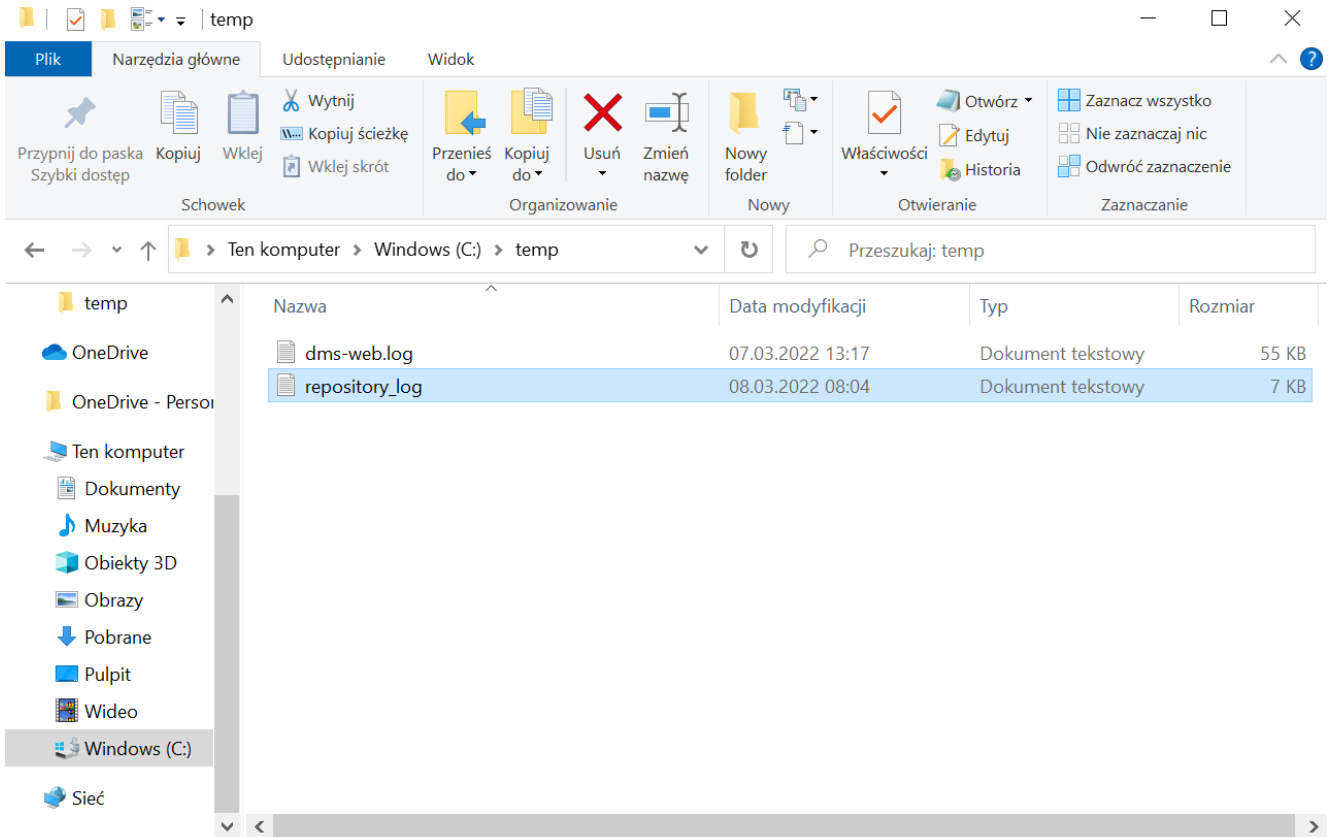 temp
Plik Narzędzia główne Udostępnianie Widok
Przypnij do paska
Szybki dostęp
Kopiuj
Wklej
Wytnij
Kopiuj ścieżkę
Wklej skrót
Schowek
Przenieś
do
Kopiuj
do
Usuń
Zmień
nazwę
Organizowanie
Nowy
folder
Nowy
Właściwości
Otwórz
Edytuj
Historia
Otwieranie
Zaznacz wszystko
Nie zaznaczaj nic
Odwróć zaznaczenie
Zaznaczanie
Ten komputer > Windows (C:) > temp
Przeszukaj: temp
temp
OneDrive
OneDrive - Person
Ten komputer
Dokumenty
Muzyka
Obiekty 3D
Obrazy
Pobrane
Pulpit
Wideo
Windows (C:)
Sieć
Nazwa Data modyfikacji Typ Rozmiar
dms-web.log 07.03.2022 13:17 Dokument tekstowy 55 KB
repository_log 08.03.2022 08:04 Dokument tekstowy 7 KB